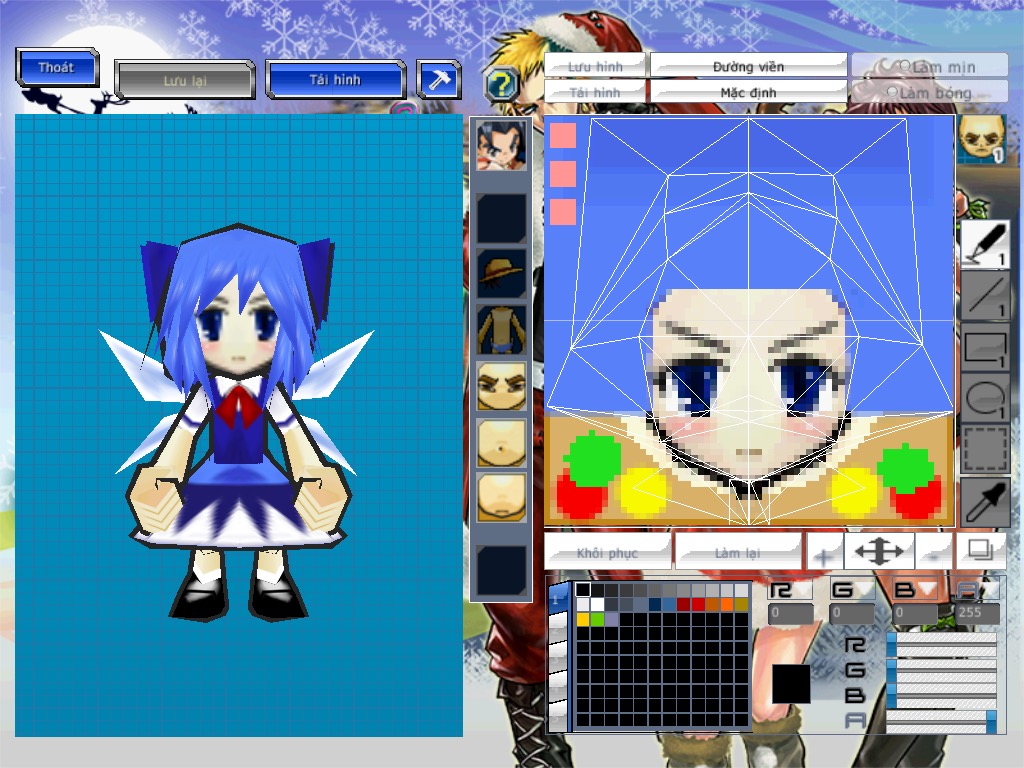 Thoát
Lưu lại
Tải hình
?
Lưu hình
Đường viền
Làm mịn
Tải hình
Mặc định
Làm bóng
1
1
1
1
1
Khôi phục
Làm lại
+
-
1
R
G
B
A
0
0
0
255
R
G
B
A